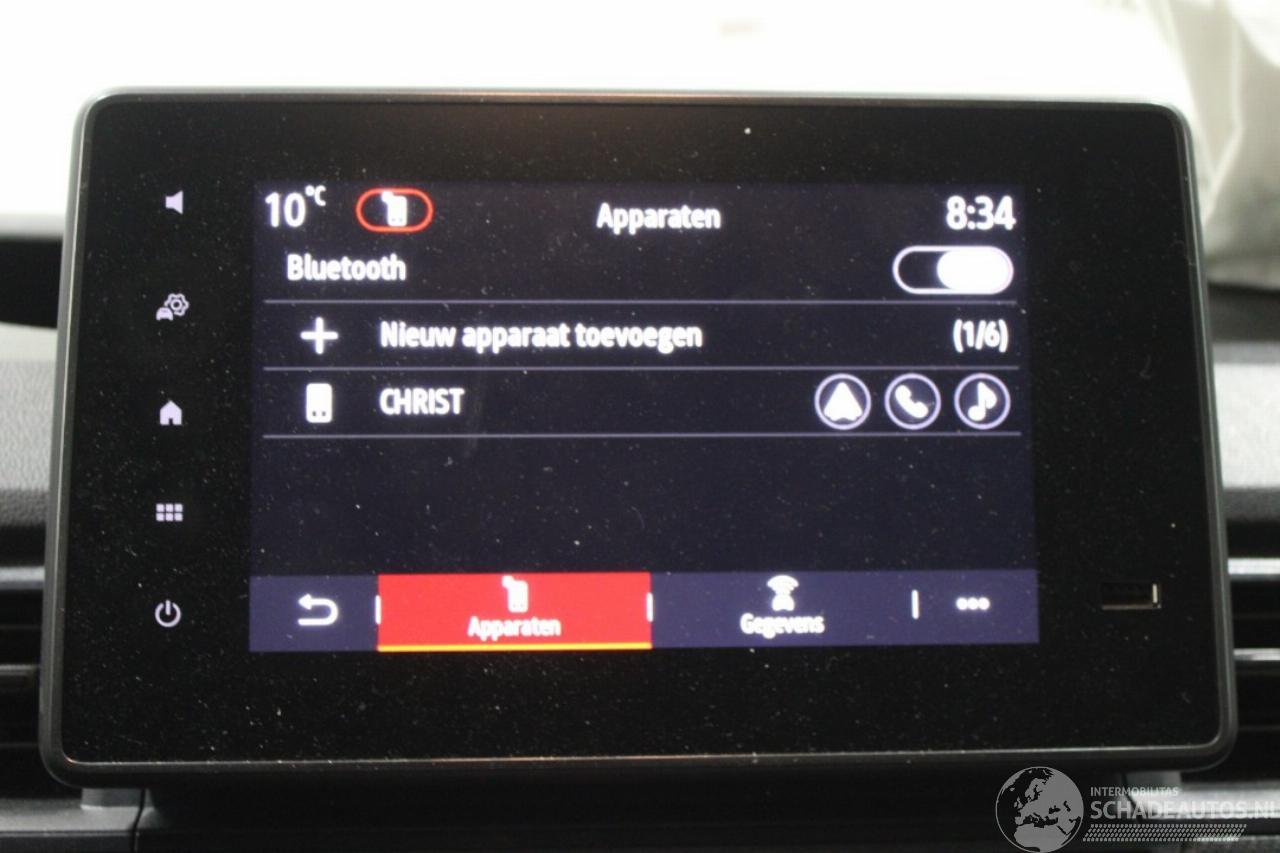 10°C Apparaten 8:34
Bluetooth
Nieuw apparaat toevoegen (1/6)
CHRIST
Apparaten Gegevens
INTERMOBILITAS
SCHADEAUTOS.NL